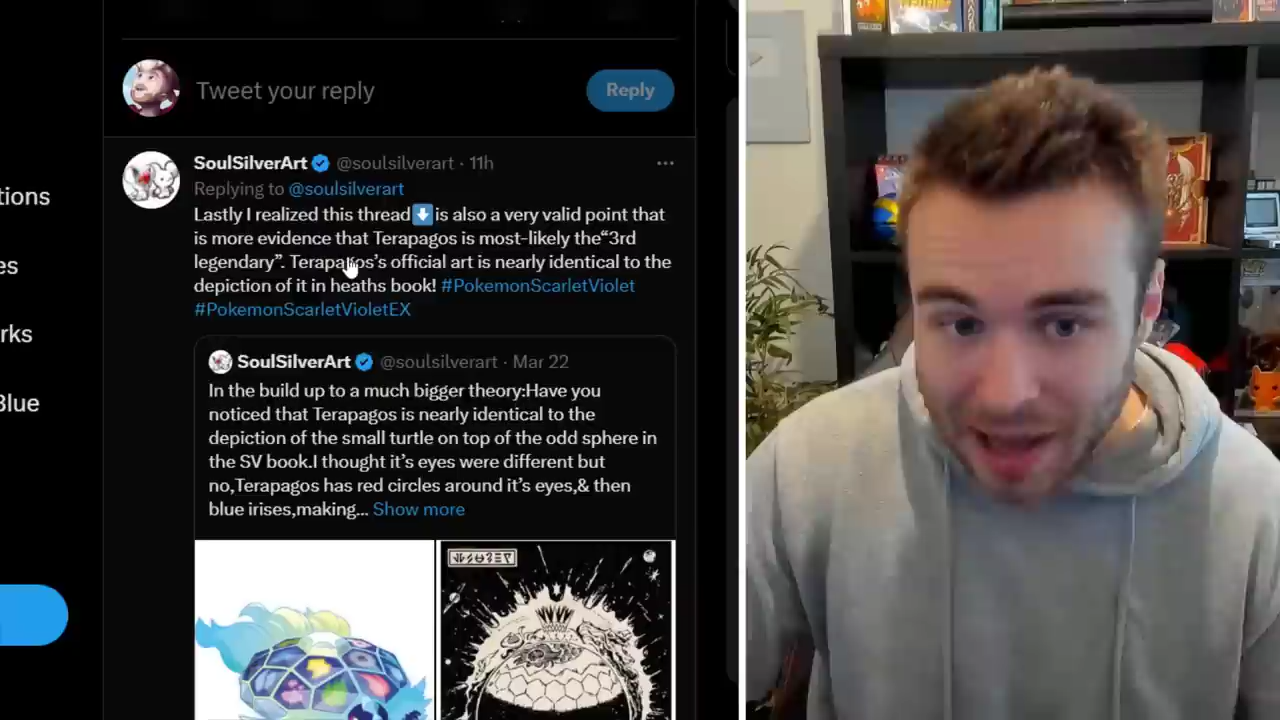 Tweet your reply
Reply
SoulSilverArt @soulsilverart · 11h
Replying to @soulsilverart
Lastly I realized this thread⬇️is also a very valid point that
is more evidence that Terapagos is most-likely the“3rd
legendary”. Terapagos’s official art is nearly identical to the
depiction of it in heaths book! #PokemonScarletViolet
#PokemonScarletVioletEX
SoulSilverArt @soulsilverart · Mar 22
In the build up to a much bigger theory:Have you
noticed that Terapagos is nearly identical to the
depiction of the small turtle on top of the odd sphere in
the SV book.I thought it’s eyes were different but
no,Terapagos has red circles around it’s eyes,& then
blue irises,making... Show more
tions
es
rks
Blue